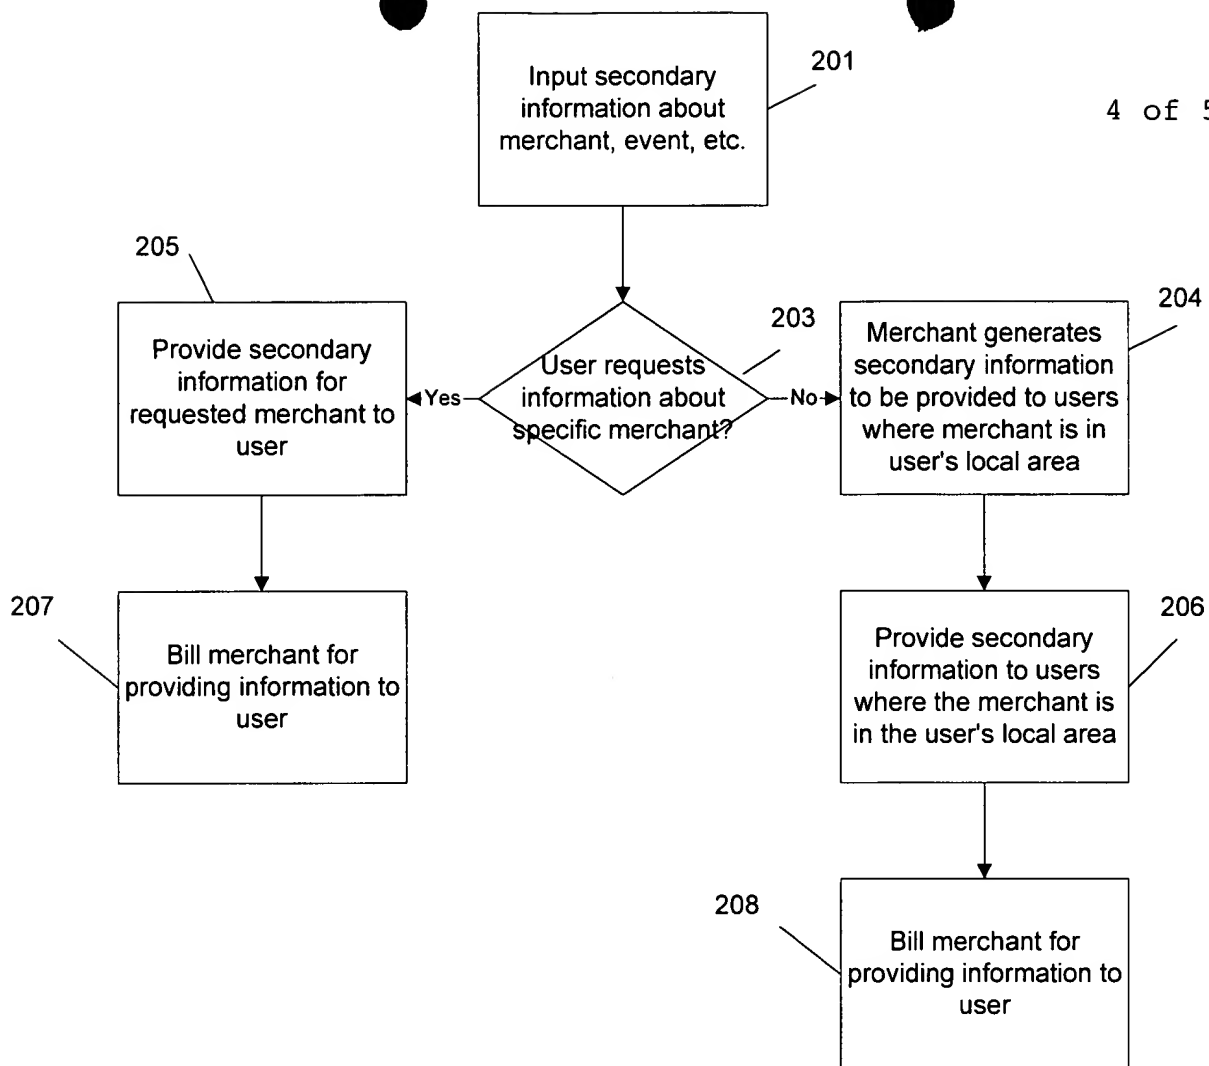 Input secondary
information about
merchant, event, etc.
201
4 of 5
205
Provide secondary
information for
requested merchant to
user
Yes
User requests
information about
specific merchant?
203
No
204
Merchant generates
secondary information
to be provided to users
where merchant is in
user's local area
207
Bill merchant for
providing information to
user
206
Provide secondary
information to users
where the merchant is
in the user's local area
208
Bill merchant for
providing information to
user